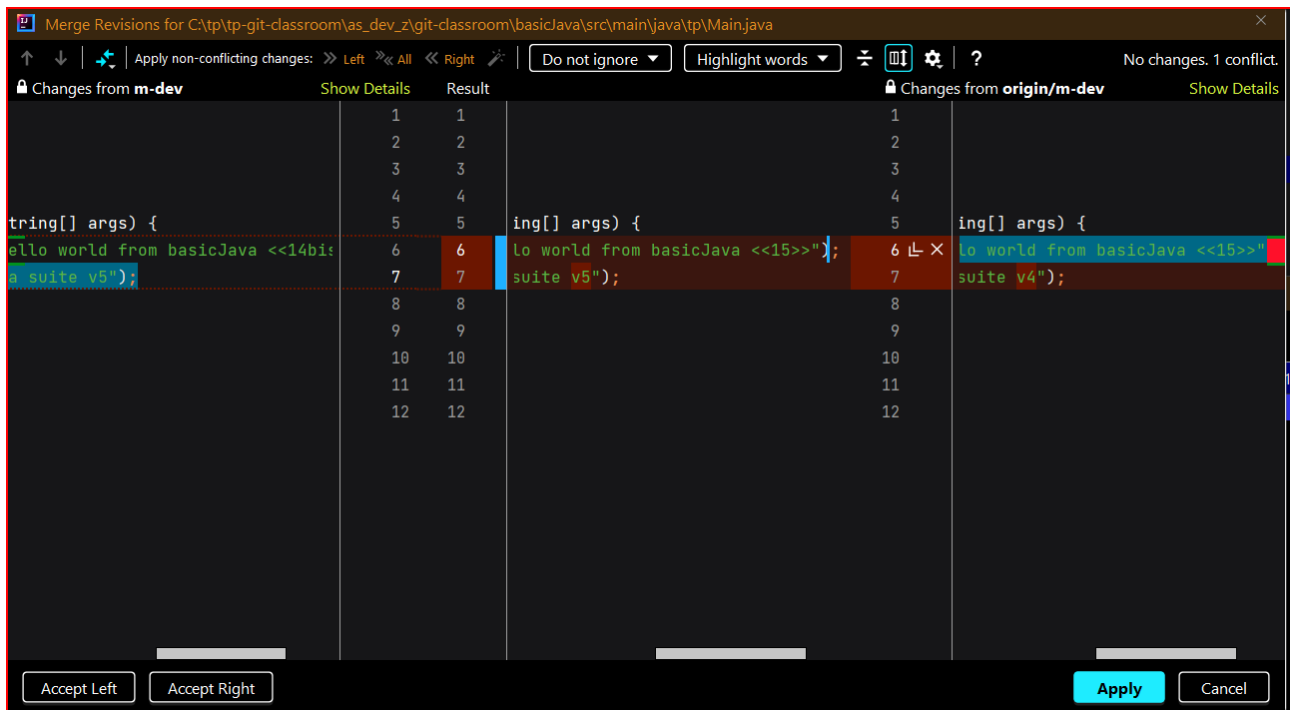 Merge Revisions for C:\tp\tp-git-classroom\as_dev_z\git-classroom\basicJava\src\main\java\tp\Main.java
Apply non-conflicting changes: Left All Right Do not ignore Highlight words ? No changes. 1 conflict.
Changes from m-dev Show Details Result Changes from origin/m-dev Show Details
1 1 1
2 2 2
3 3 3
4 4 4
tring[] args) { 5 5 ing[] args) { 5 ing[] args) {
ello world from basicJava <<14bis 6 6 lo world from basicJava <<15>>"); 6 lo world from basicJava <<15>>"
a suite v5"); 7 7 suite v5"); 7 suite v4");
8 8 8
9 9 9
10 10 10
11 11 11
12 12 12
Accept Left Accept Right Apply Cancel